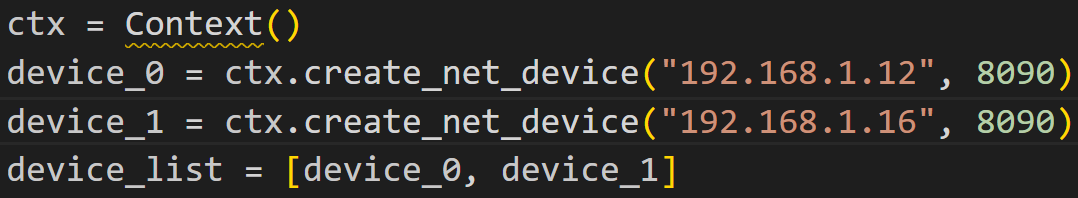 ctx = Context()
device_0 = ctx.create_net_device("192.168.1.12", 8090)
device_1 = ctx.create_net_device("192.168.1.16", 8090)
device_list = [device_0, device_1]